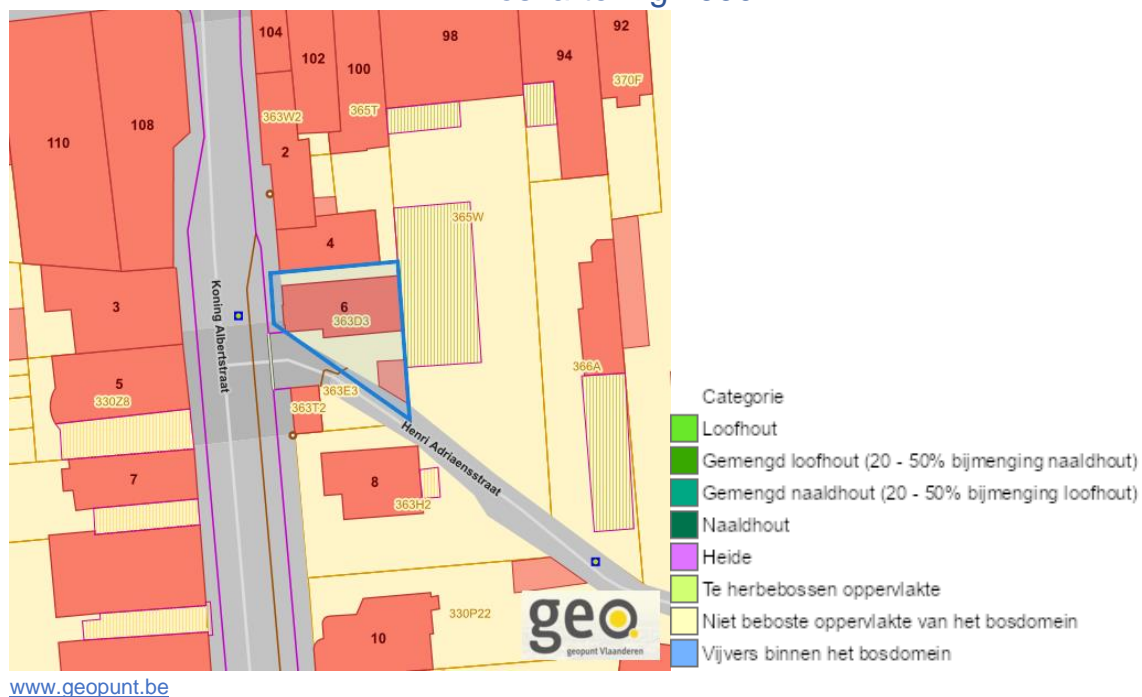 104
102
100
98
94
92
370F
363W2
365T
110
108
2
365W
4
Koning Albertstraat
3
6
363D3
5
330Z8
366A
363E3
363T2
Henri Adriaensstraat
7
8
363H2
330P22
10
geo
geopunt Vlaanderen
Categorie
Loofhout
Gemengd loofhout (20 - 50% bijmenging naaldhout)
Gemengd naaldhout (20 - 50% bijmenging loofhout)
Naaldhout
Heide
Te herbebossen oppervlakte
Niet beboste oppervlakte van het bosdomein
Vijvers binnen het bosdomein
www.geopunt.be